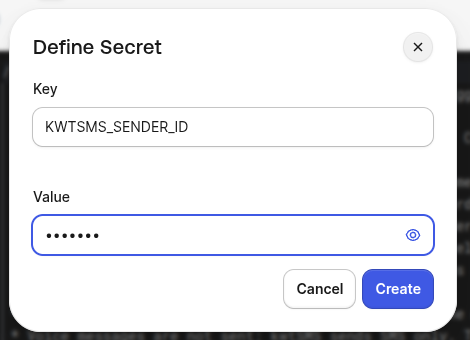 Define Secret
Key
KWTSMS_SENDER_ID
Value
•••••••
Cancel
Create